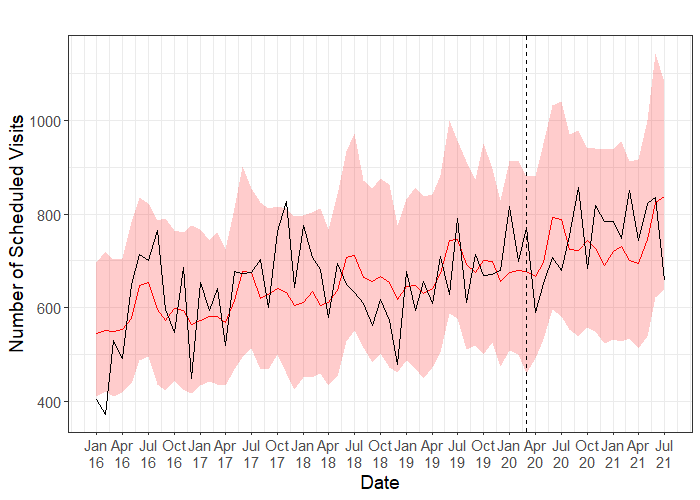 Number of Scheduled Visits
1000
800
600
400
Jan Apr Jul Oct Jan Apr Jul Oct Jan Apr Jul Oct Jan Apr Jul Oct Jan Apr Jul Oct Jan Apr Jul
16 16 16 16 17 17 17 17 18 18 18 18 19 19 19 19 20 20 20 20 21 21 21
Date